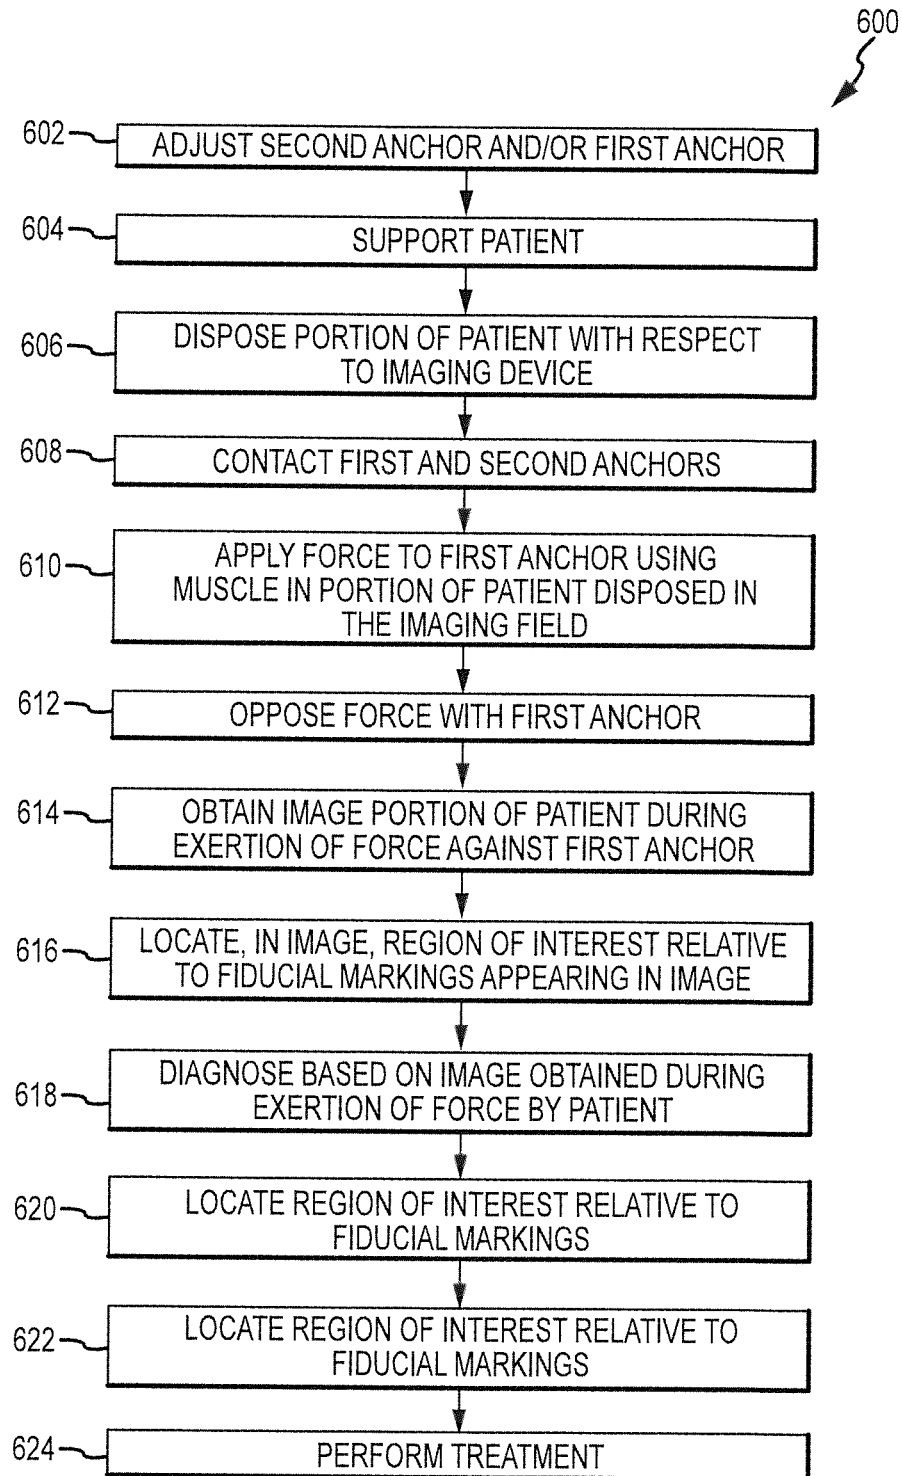 600
602
ADJUST SECOND ANCHOR AND/OR FIRST ANCHOR
604
SUPPORT PATIENT
606
DISPOSE PORTION OF PATIENT WITH RESPECT
TO IMAGING DEVICE
608
CONTACT FIRST AND SECOND ANCHORS
610
APPLY FORCE TO FIRST ANCHOR USING
MUSCLE IN PORTION OF PATIENT DISPOSED IN
THE IMAGING FIELD
612
OPPOSE FORCE WITH FIRST ANCHOR
614
OBTAIN IMAGE PORTION OF PATIENT DURING
EXERTION OF FORCE AGAINST FIRST ANCHOR
616
LOCATE, IN IMAGE, REGION OF INTEREST RELATIVE
TO FIDUCIAL MARKINGS APPEARING IN IMAGE
618
DIAGNOSE BASED ON IMAGE OBTAINED DURING
EXERTION OF FORCE BY PATIENT
620
LOCATE REGION OF INTEREST RELATIVE TO
FIDUCIAL MARKINGS
622
LOCATE REGION OF INTEREST RELATIVE TO
FIDUCIAL MARKINGS
624
PERFORM TREATMENT